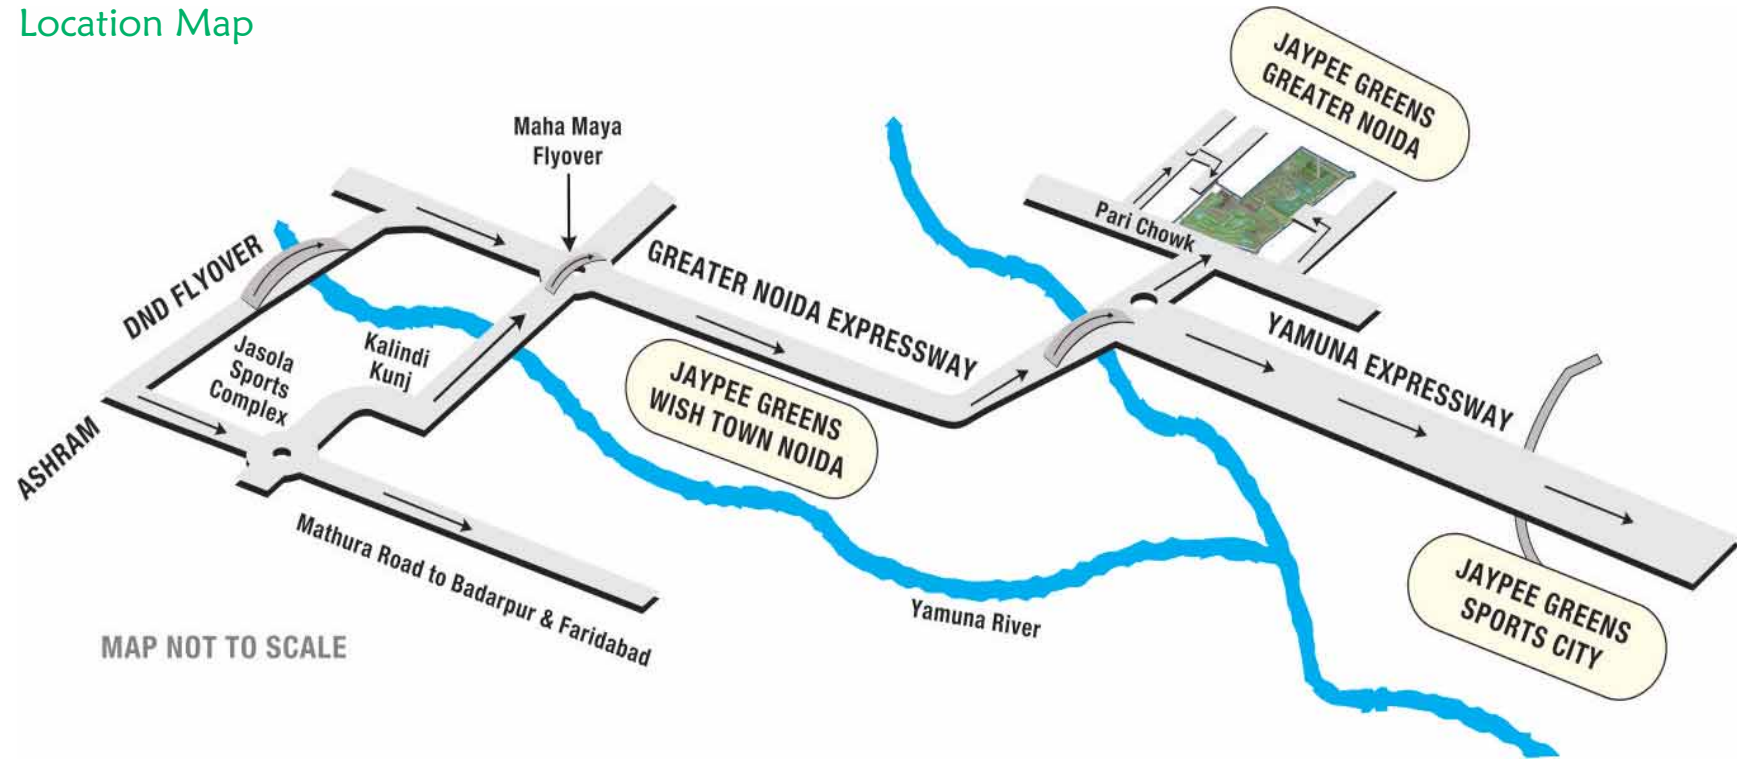 Location Map
JAYPEE GREENS
GREATER NOIDA
Maha Maya
Flyover
Pari Chowk
DND FLYOVER
GREATER NOIDA EXPRESSWAY
YAMUNA EXPRESSWAY
Jasola
Sports
Complex
Kalindi
Kunj
JAYPEE GREENS
WISH TOWN NOIDA
ASHRAM
Mathura Road to Badarpur & Faridabad
Yamuna River
JAYPEE GREENS
SPORTS CITY
MAP NOT TO SCALE